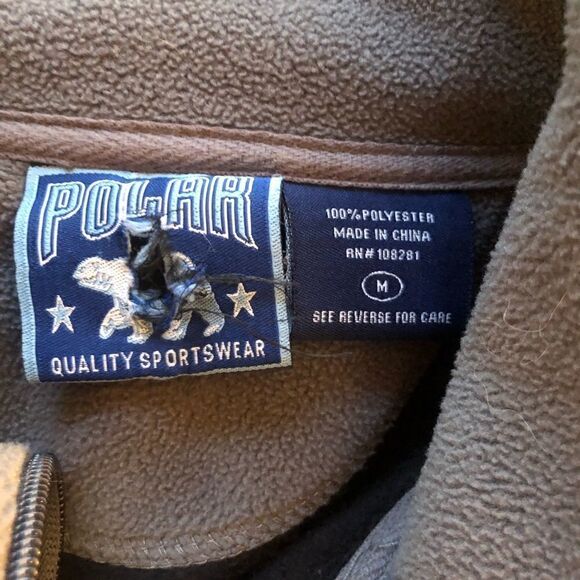 POLAR
QUALITY SPORTSWEAR
100% POLYESTER
MADE IN CHINA
RN# 108281
M
SEE REVERSE FOR CARE